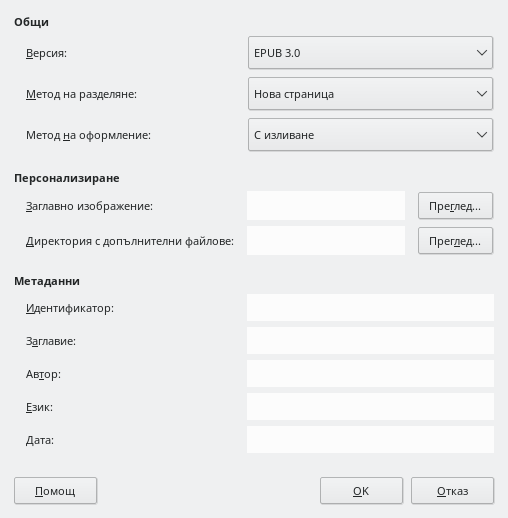 Общи
Версия: EPUB 3.0
Метод на разделяне: Нова страница
Метод на оформление: С изливане
Персонализиране
Заглавно изображение: Преглед...
Директория с допълнителни файлове: Преглед...
Метаданни
Идентификатор:
Заглавие:
Автор:
Език:
Дата:
Помощ OK Отказ